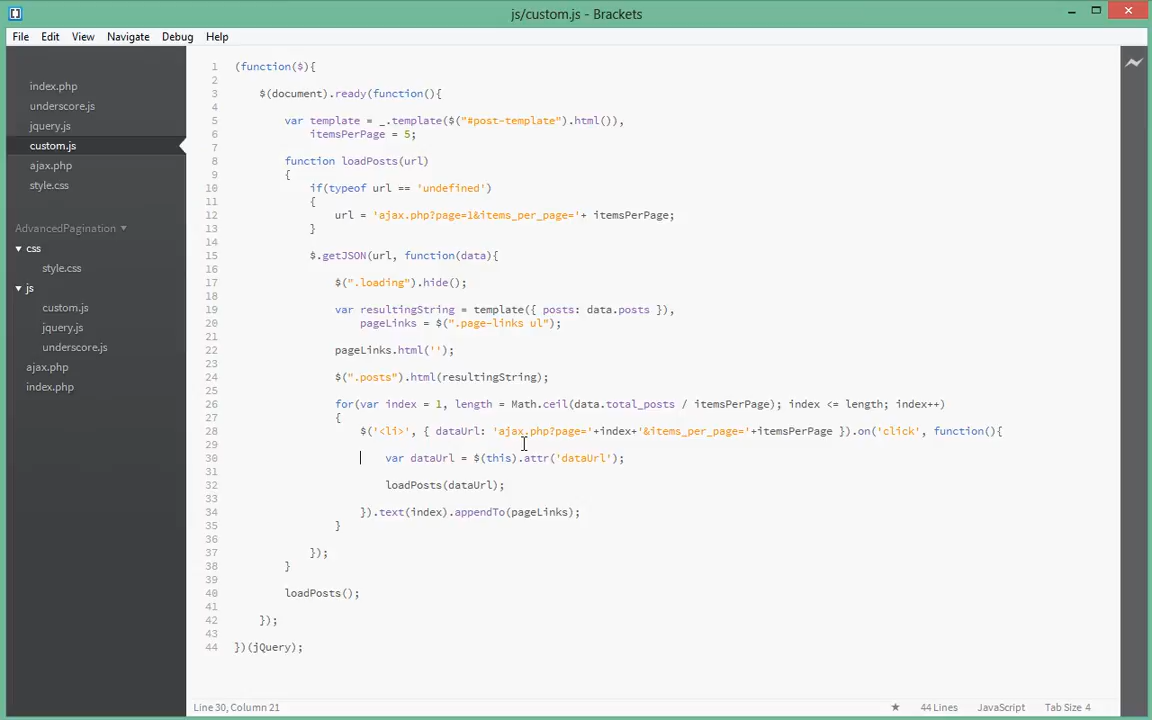 js/custom.js - Brackets
File Edit View Navigate Debug Help
index.php
underscore.js
jquery.js
custom.js
ajax.php
style.css
AdvancedPagination
css
style.css
js
custom.js
jquery.js
underscore.js
ajax.php
index.php
1 (function($){
2
3 $(document).ready(function(){
4
5 var template = _.template($("#post-template").html()),
6 itemsPerPage = 5;
7
8 function loadPosts(url)
9 {
10 if(typeof url == 'undefined')
11 {
12 url = 'ajax.php?page=1&items_per_page='+ itemsPerPage;
13 }
14
15 $.getJSON(url, function(data){
16
17 $(".loading").hide();
18
19 var resultingString = template({ posts: data.posts }),
20 pageLinks = $(".page-links ul");
21
22 pageLinks.html('');
23
24 $(".posts").html(resultingString);
25
26 for(var index = 1, length = Math.ceil(data.total_posts / itemsPerPage); index <= length; index++)
27 {
28 $('<li>', { dataUrl: 'ajax.php?page='+index+'&items_per_page='+itemsPerPage }).on('click', function(){
29
30 var dataUrl = $(this).attr('dataUrl');
31
32 loadPosts(dataUrl);
33
34 }).text(index).appendTo(pageLinks);
35 }
36
37 });
38 }
39
40 loadPosts();
41
42 });
43
44 })(jQuery);
Line 30, Column 21
44 Lines JavaScript Tab Size 4